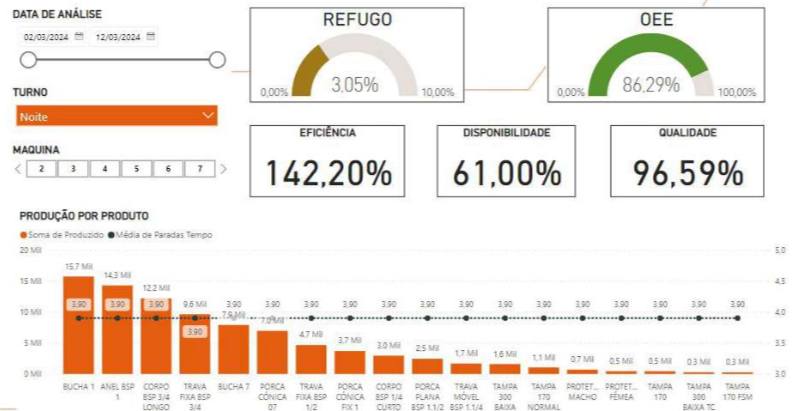 DATA DE ANÁLISE
02/03/2024 12/03/2024
TURNO
Noite
MAQUINA
2 3 4 5 6 7
REFUGO
3,05%
0,00% 10,00%
OEE
86,29%
0,00% 100,00%
EFICIÊNCIA
142,20%
DISPONIBILIDADE
61,00%
QUALIDADE
96,59%
PRODUÇÃO POR PRODUTO
Soma de Produzido Média de Paradas Tempo
20 Mil 15 Mil 10 Mil 5 Mil 0 Mil
15,7 Mil 14,3 Mil 12,2 Mil 9,6 Mil 7,9 Mil 7,0 Mil 4,7 Mil 3,7 Mil 3,0 Mil 2,5 Mil 1,7 Mil 1,6 Mil 1,1 Mil 0,7 Mil 0,5 Mil 0,5 Mil 0,3 Mil 0,3 Mil
3,90 3,90 3,90 3,90 3,90 3,90 3,90 3,90 3,90 3,90 3,90 3,90 3,90 3,90 3,90 3,90 3,90 3,90
5,0 4,5 4,0 3,5 3,0
BUCHA 1
ANEL BSP
1
CORPO
BSP 3/4
LONGO
TRAVA
FIXA BSP
3/4
BUCHA 7
PORCA
CÓNICA
07
TRAVA
FIXA BSP
1/2
PORCA
CÓNICA
FIX 1
CORPO
BSP 1/4
CURTO
PORCA
PLANA
BSP 1.1/2
TRAVA
MÓVEL
BSP 1.1/4
TAMPA
300
BAIXA
TAMPA
170
NORMAL
PROTET...
MACHO
PROTET...
FÊMEA
TAMPA
170
TAMPA
300
BAIXA TC
TAMPA
170 FSM